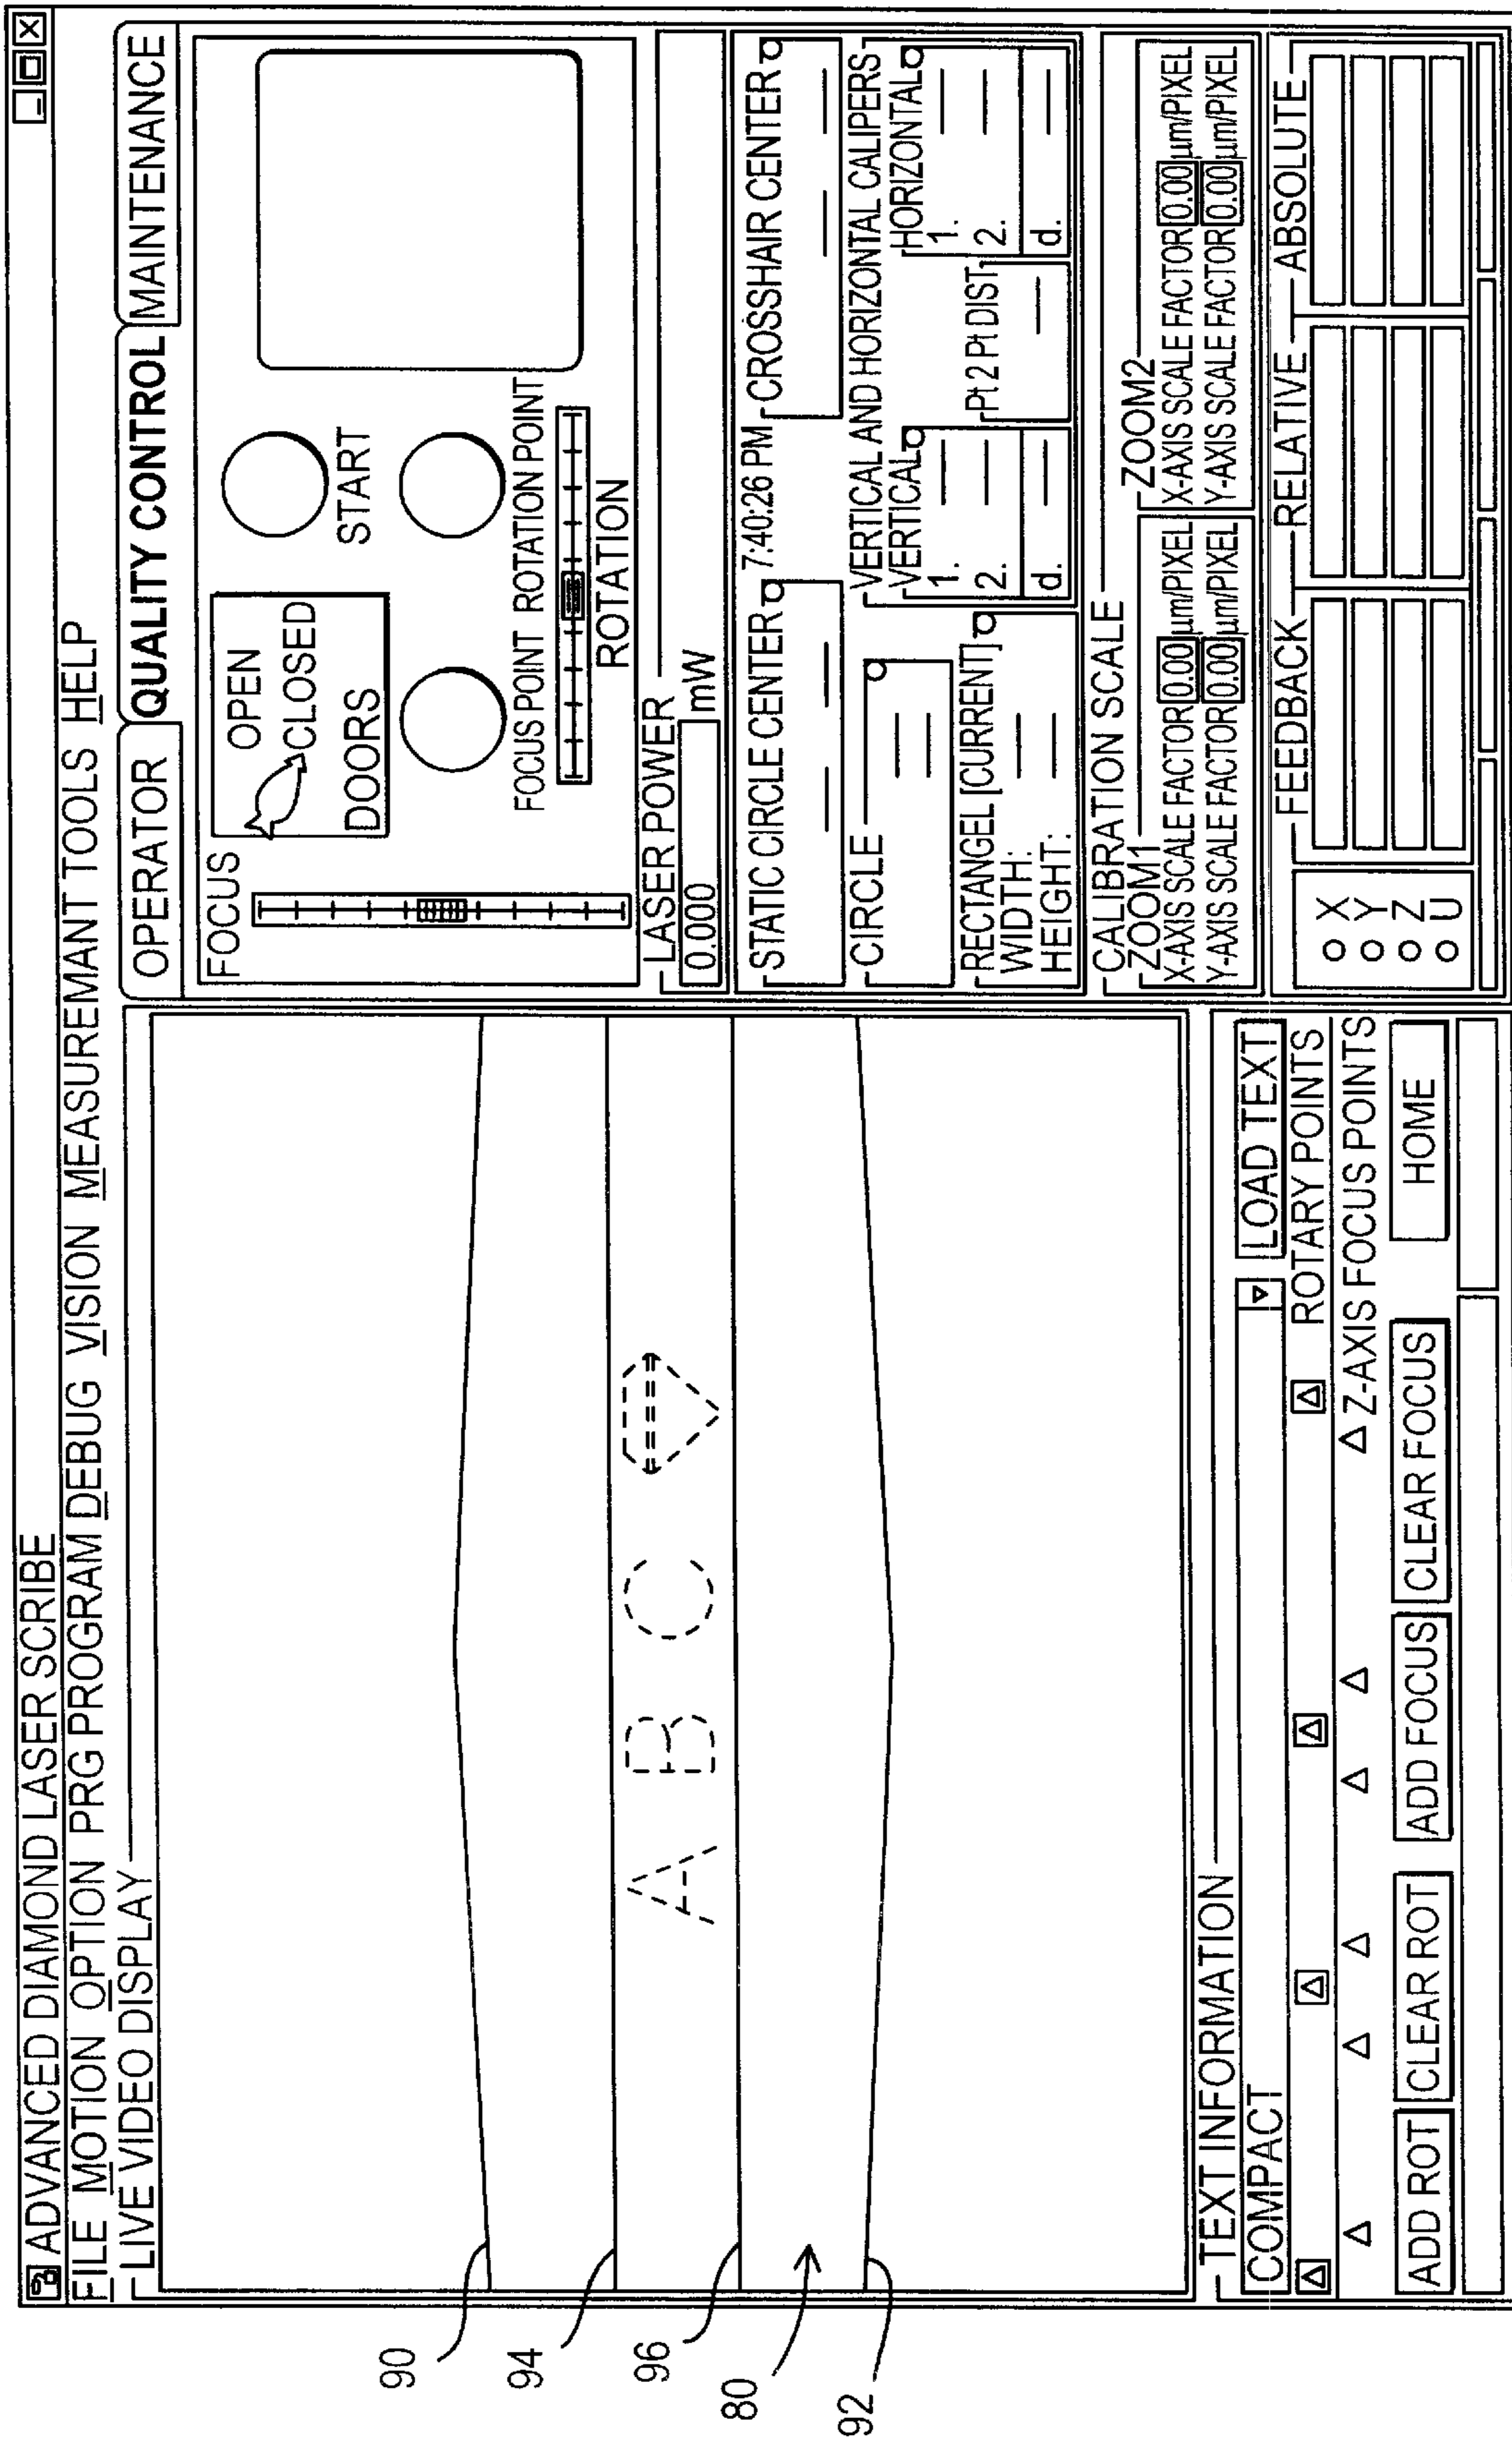 ADVANCED DIAMOND LASER SCRIBE
FILE MOTION OPTION PRG PROGRAM DEBUG VISION MEASUREMANT TOOLS HELP
LIVE VIDEO DISPLAY
90
94
96
80
92
A B C
TEXT INFORMATION
COMPACT
LOAD TEXT
ROTARY POINTS
Z-AXIS FOCUS POINTS
ADD ROT CLEAR ROT ADD FOCUS CLEAR FOCUS HOME
OPERATOR QUALITY CONTROL MAINTENANCE
FOCUS
OPEN
CLOSED
DOORS
START
FOCUS POINT ROTATION POINT
ROTATION
LASER POWER
0.000 mW
STATIC CIRCLE CENTER 7:40:26 PM CROSSHAIR CENTER
CIRCLE
VERTICAL AND HORIZONTAL CALIPERS
VERTICAL HORIZONTAL
1. 1.
2. 2.
d. d.
Pt 2 Pt DIST
RECTANGEL [CURRENT]
WIDTH:
HEIGHT:
CALIBRATION SCALE
ZOOM1 ZOOM2
X-AXIS SCALE FACTOR 0.00 µm/PIXEL X-AXIS SCALE FACTOR 0.00 µm/PIXEL
Y-AXIS SCALE FACTOR 0.00 µm/PIXEL Y-AXIS SCALE FACTOR 0.00 µm/PIXEL
FEEDBACK RELATIVE ABSOLUTE
X
Y
Z
U